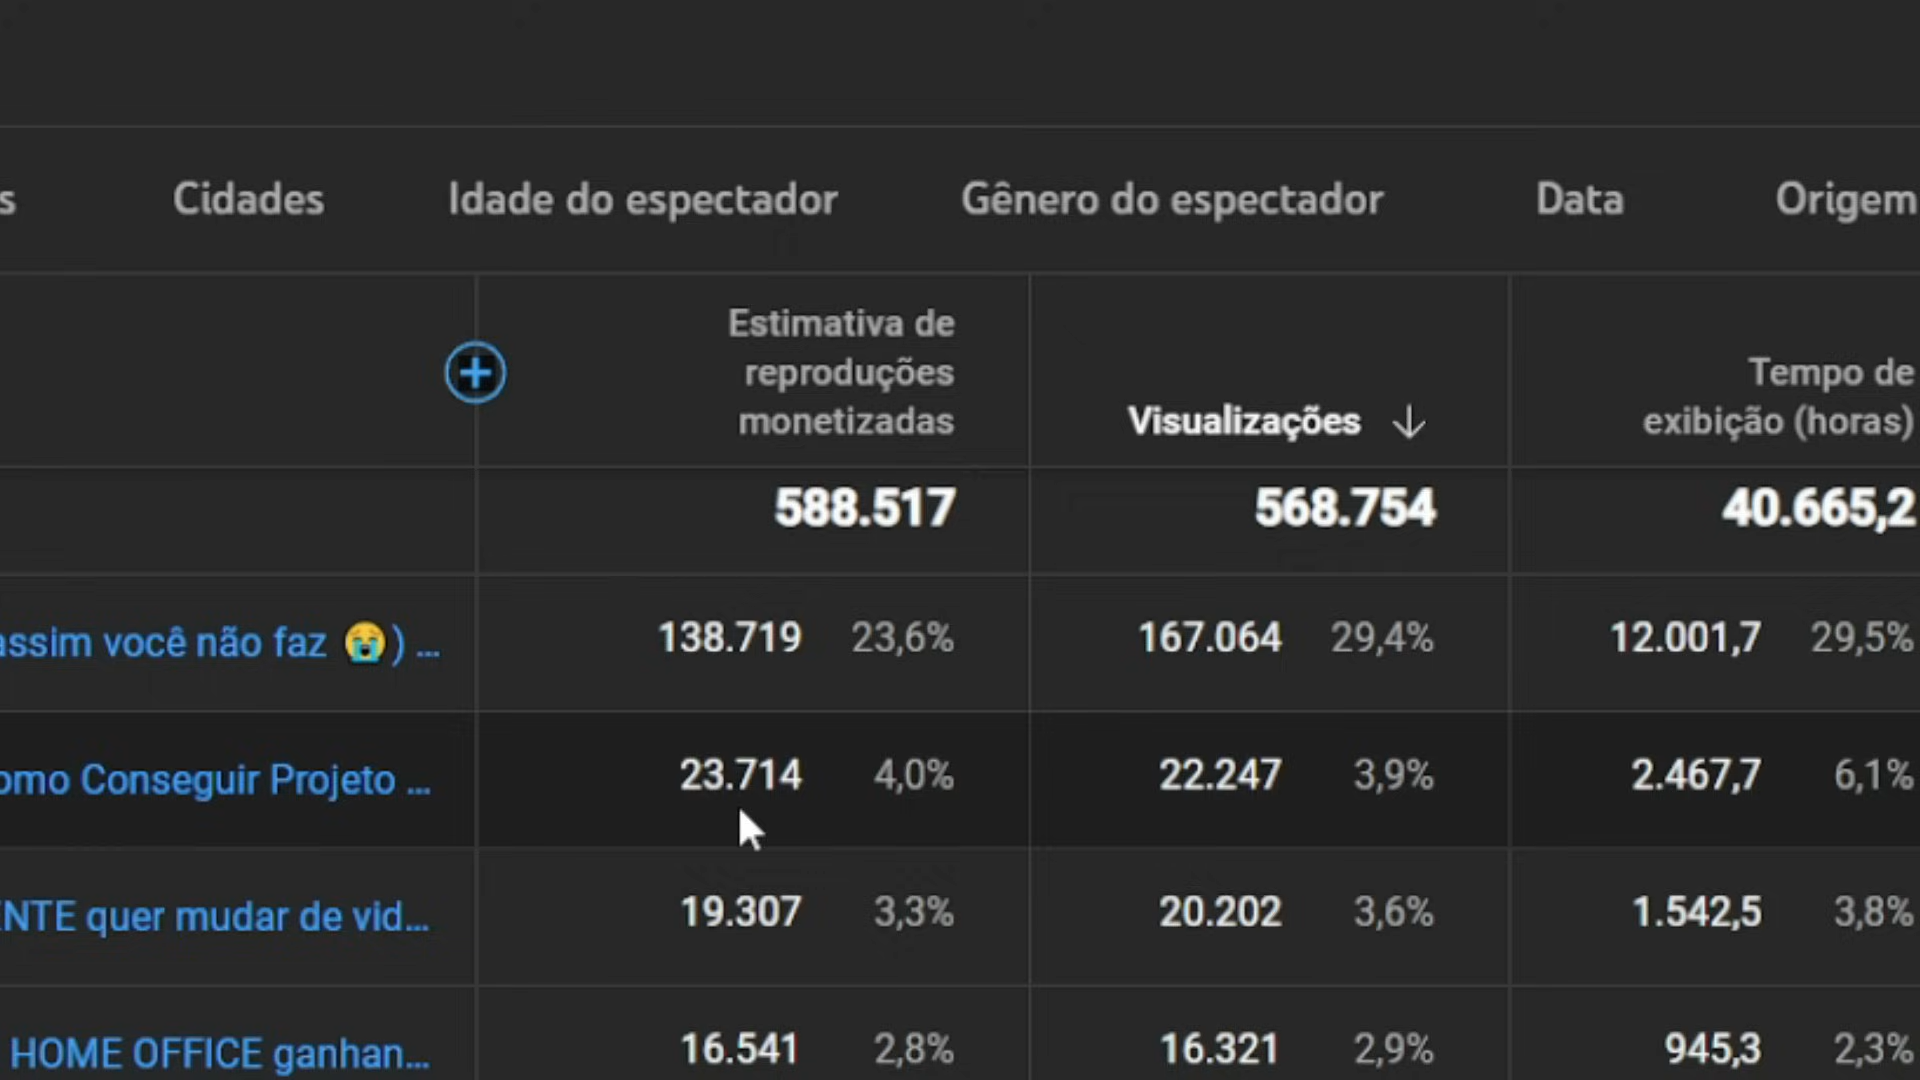 Cidades Idade do espectador Gênero do espectador Data Origem
Estimativa de
reproduções
monetizadas
Visualizações ↓
Tempo de
exibição (horas)
588.517 568.754 40.665,2
assim você não faz 😭) ... 138.719 23,6% 167.064 29,4% 12.001,7 29,5%
omo Conseguir Projeto ... 23.714 4,0% 22.247 3,9% 2.467,7 6,1%
ENTE quer mudar de vid... 19.307 3,3% 20.202 3,6% 1.542,5 3,8%
HOME OFFICE ganhan... 16.541 2,8% 16.321 2,9% 945,3 2,3%